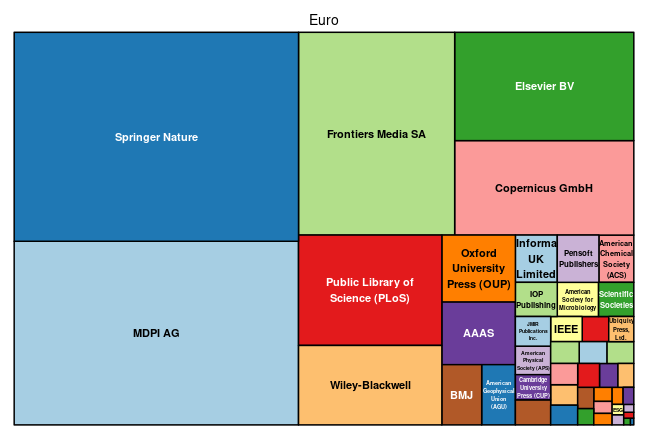 Euro
Springer Nature
MDPI AG
Frontiers Media SA
Elsevier BV
Copernicus GmbH
Public Library of
Science (PLoS)
Wiley-Blackwell
Oxford
University
Press (OUP)
AAAS
BMJ
American
Geophysical
Union
(AGU)
Informa
UK
Limited
Pensoft
Publishers
American
Chemical
Society
(ACS)
IOP
Publishing
American
Society for
Microbiology
Scientific
Societies
JMIR
Publications
Inc.
IEEE
Ubiquity
Press,
Ltd.
American
Physical
Society (APS)
Cambridge
University
Press (CUP)